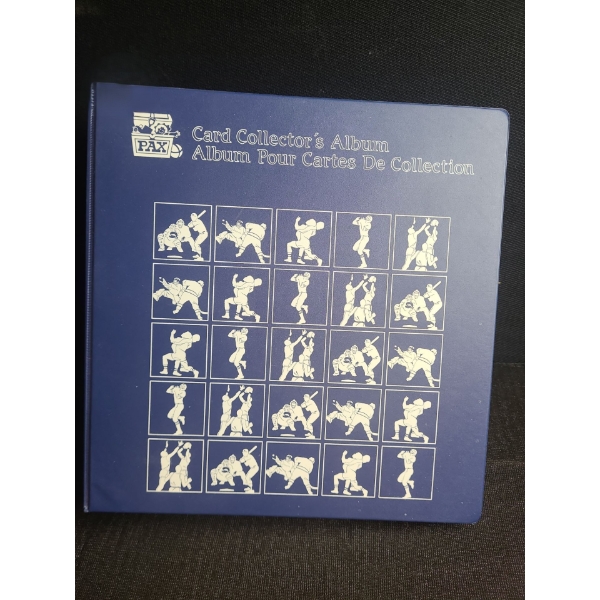 PAX
Card Collector's Album
Album Pour Cartes De Collection